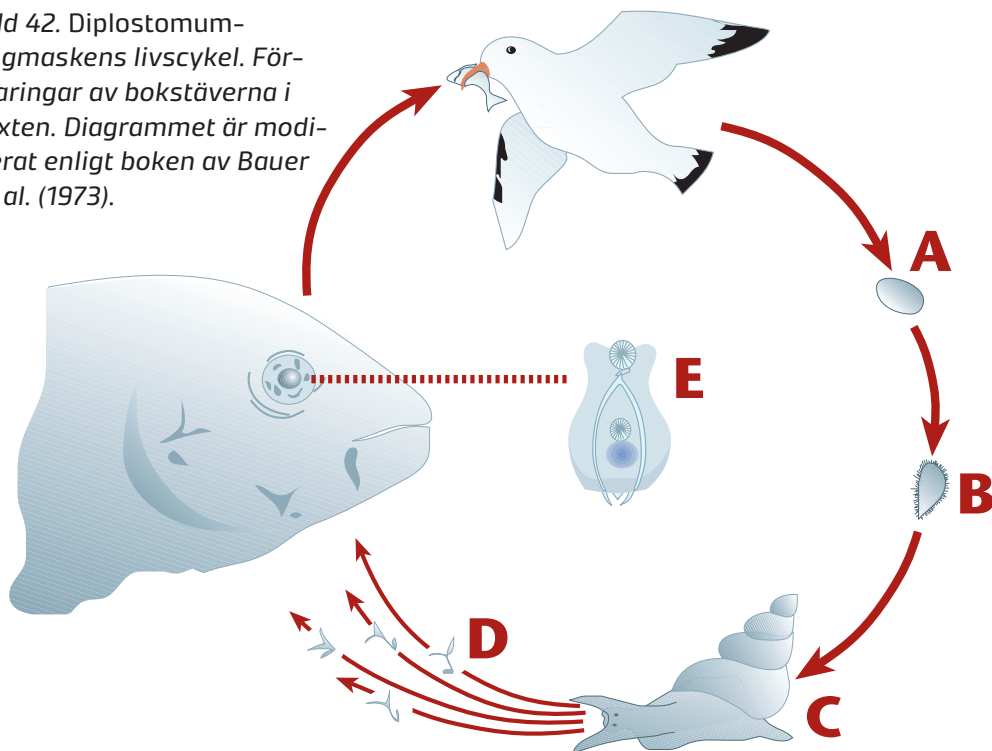 ld 42. Diplostomum-
gmaskens livscykel. För-
aringar av bokstäverna i
xten. Diagrammet är modi-
erat enligt boken av Bauer
al. (1973).
A
E
B
D
C